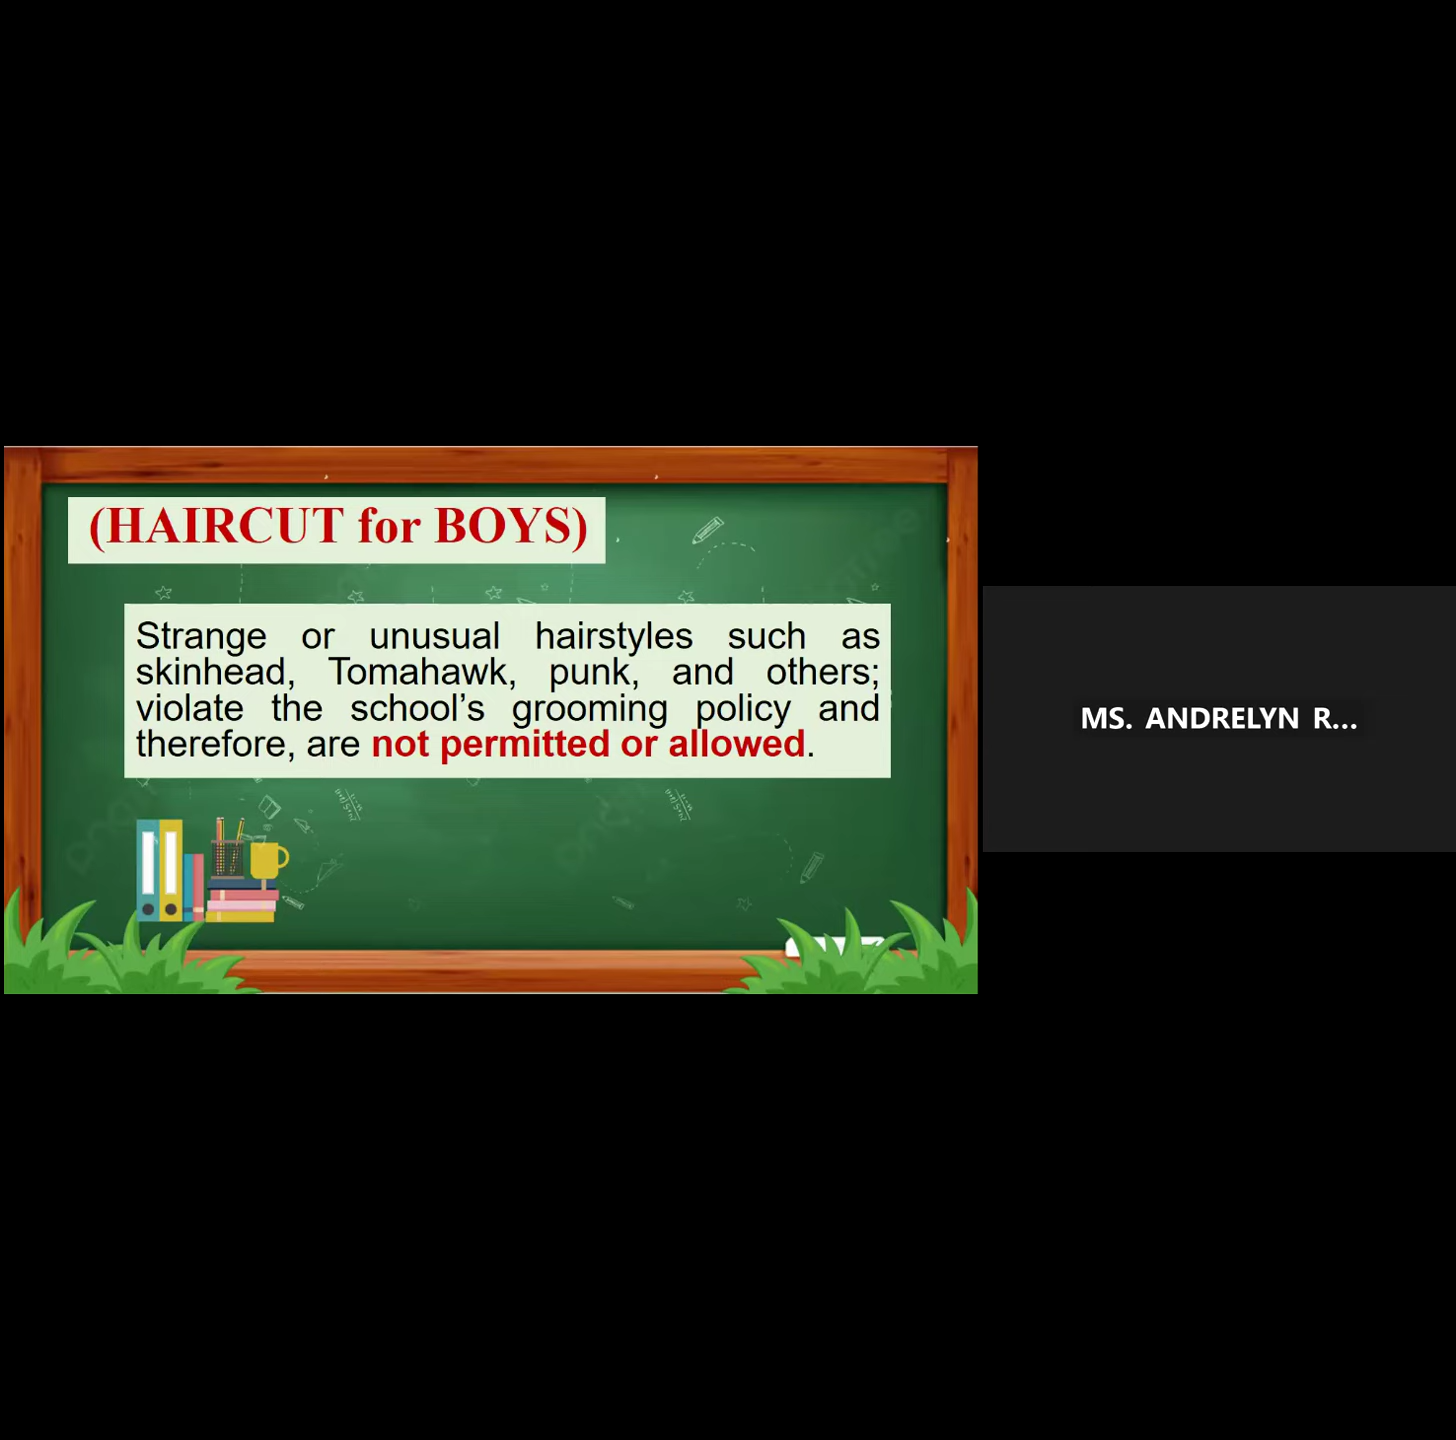 (HAIRCUT for BOYS)
Strange or unusual hairstyles such as
skinhead, Tomahawk, punk, and others;
violate the school’s grooming policy and
therefore, are not permitted or allowed.
MS. ANDRELYN R...